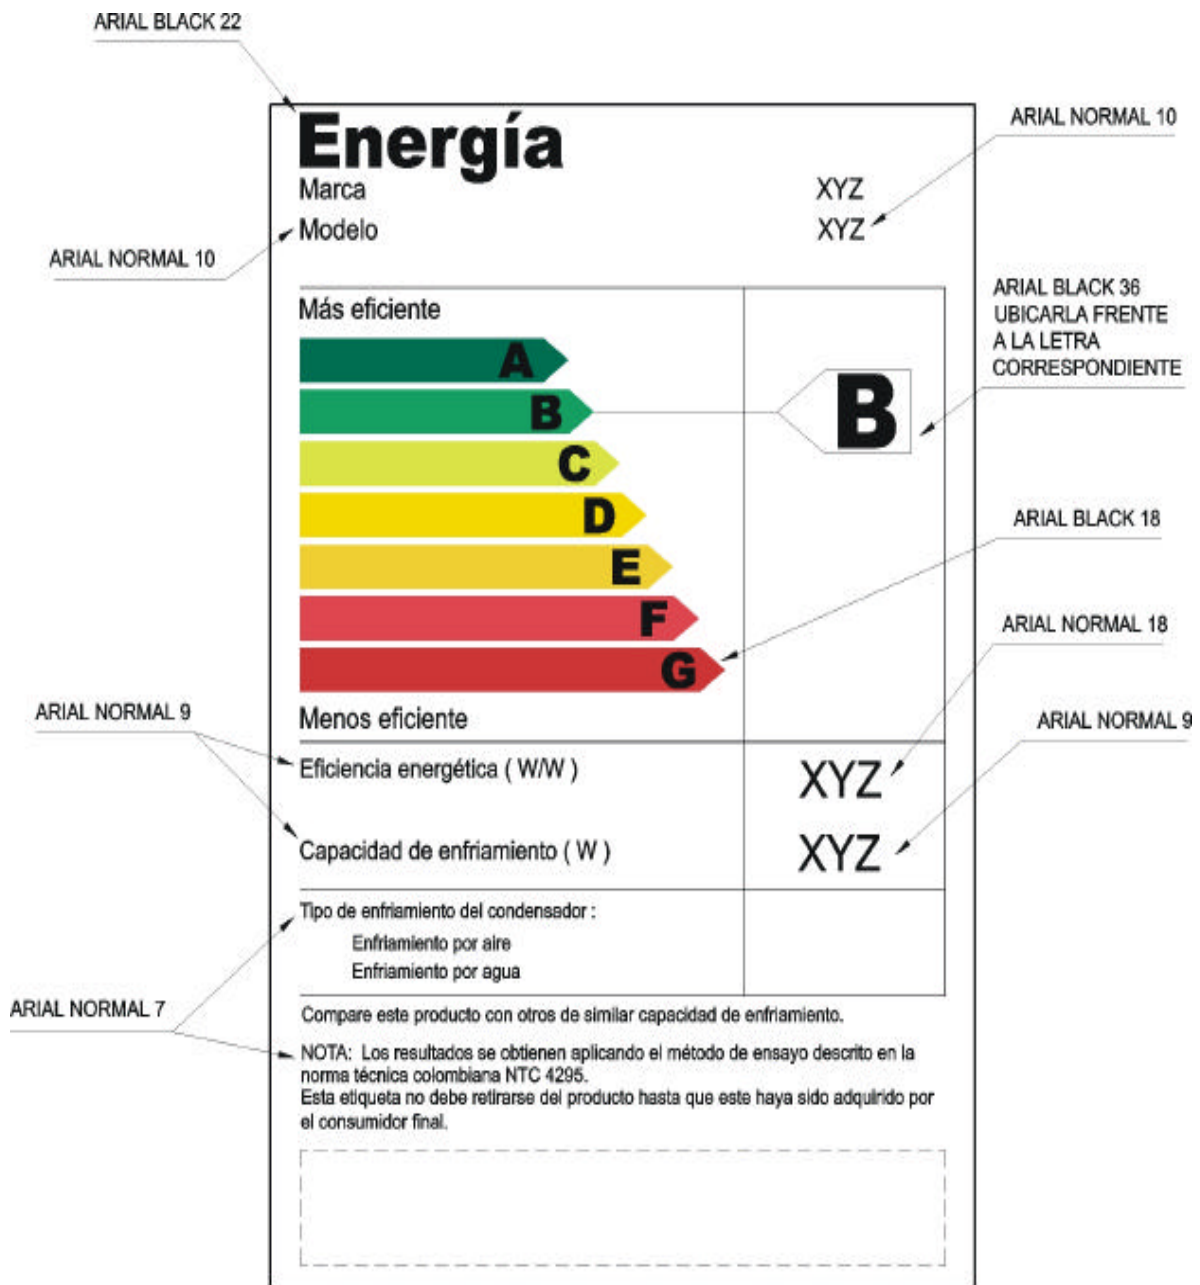 ARIAL BLACK 22
Energía
ARIAL NORMAL 10
Marca XYZ
Modelo XYZ
ARIAL NORMAL 10
Más eficiente
ARIAL BLACK 36
UBICARLA FRENTE
A LA LETRA
CORRESPONDIENTE
A
B B
C
D
ARIAL BLACK 18
E
F
ARIAL NORMAL 18
G
ARIAL NORMAL 9
Menos eficiente
ARIAL NORMAL 9
Eficiencia energética ( W/W ) XYZ
Capacidad de enfriamiento ( W ) XYZ
Tipo de enfriamiento del condensador :
Enfriamiento por aire
Enfriamiento por agua
ARIAL NORMAL 7
Compare este producto con otros de similar capacidad de enfriamiento.
NOTA: Los resultados se obtienen aplicando el método de ensayo descrito en la
norma técnica colombiana NTC 4295.
Esta etiqueta no debe retirarse del producto hasta que este haya sido adquirido por
el consumidor final.